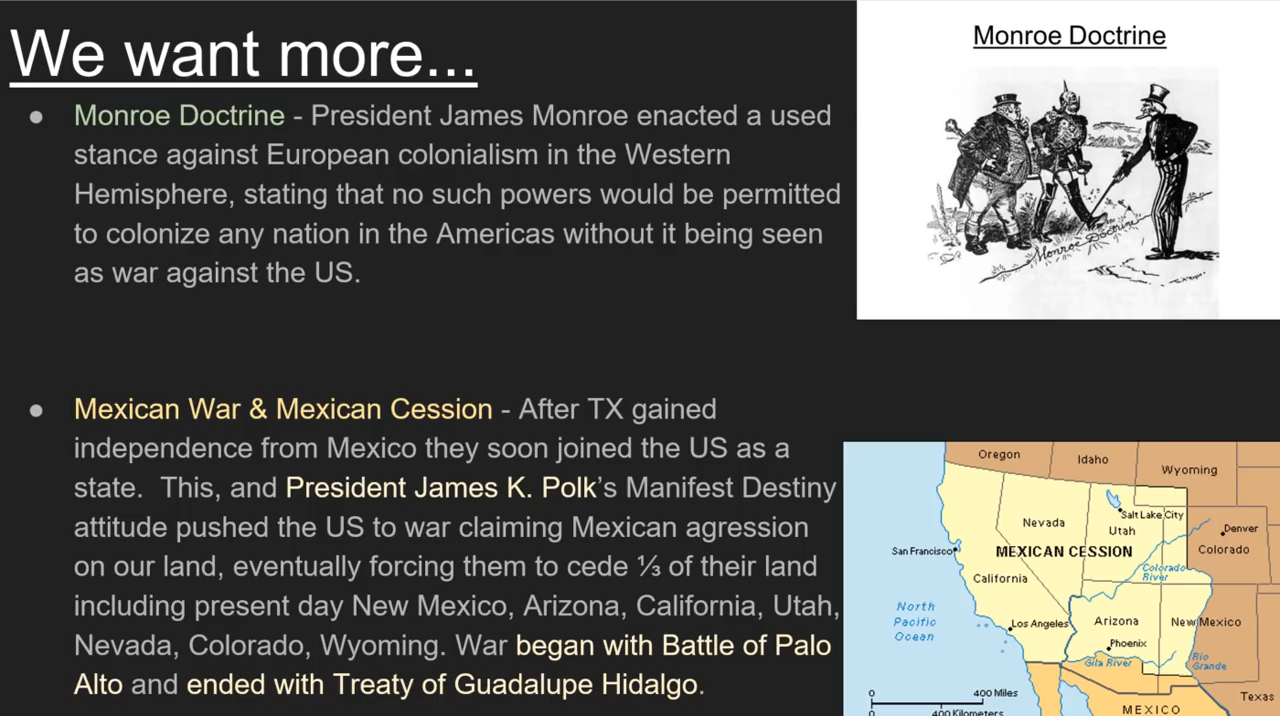 We want more...
● Monroe Doctrine - President James Monroe enacted a used
stance against European colonialism in the Western
Hemisphere, stating that no such powers would be permitted
to colonize any nation in the Americas without it being seen
as war against the US.
● Mexican War & Mexican Cession - After TX gained
independence from Mexico they soon joined the US as a
state.  This, and President James K. Polk's Manifest Destiny
attitude pushed the US to war claiming Mexican agression
on our land, eventually forcing them to cede ⅓ of their land
including present day New Mexico, Arizona, California, Utah,
Nevada, Colorado, Wyoming. War began with Battle of Palo
Alto and ended with Treaty of Guadalupe Hidalgo.
Monroe Doctrine
Monroe Doctrine
Oregon
Idaho
Wyoming
Salt Lake City
Nevada
Utah
Denver
San Francisco
MEXICAN CESSION
Colorado
California
Colorado
River
North
Pacific
Ocean
Los Angeles
Arizona
New Mexico
Phoenix
Gila River
Rio
Grande
0
400 Miles
Texas
0
400 Kilometers
MEXICO